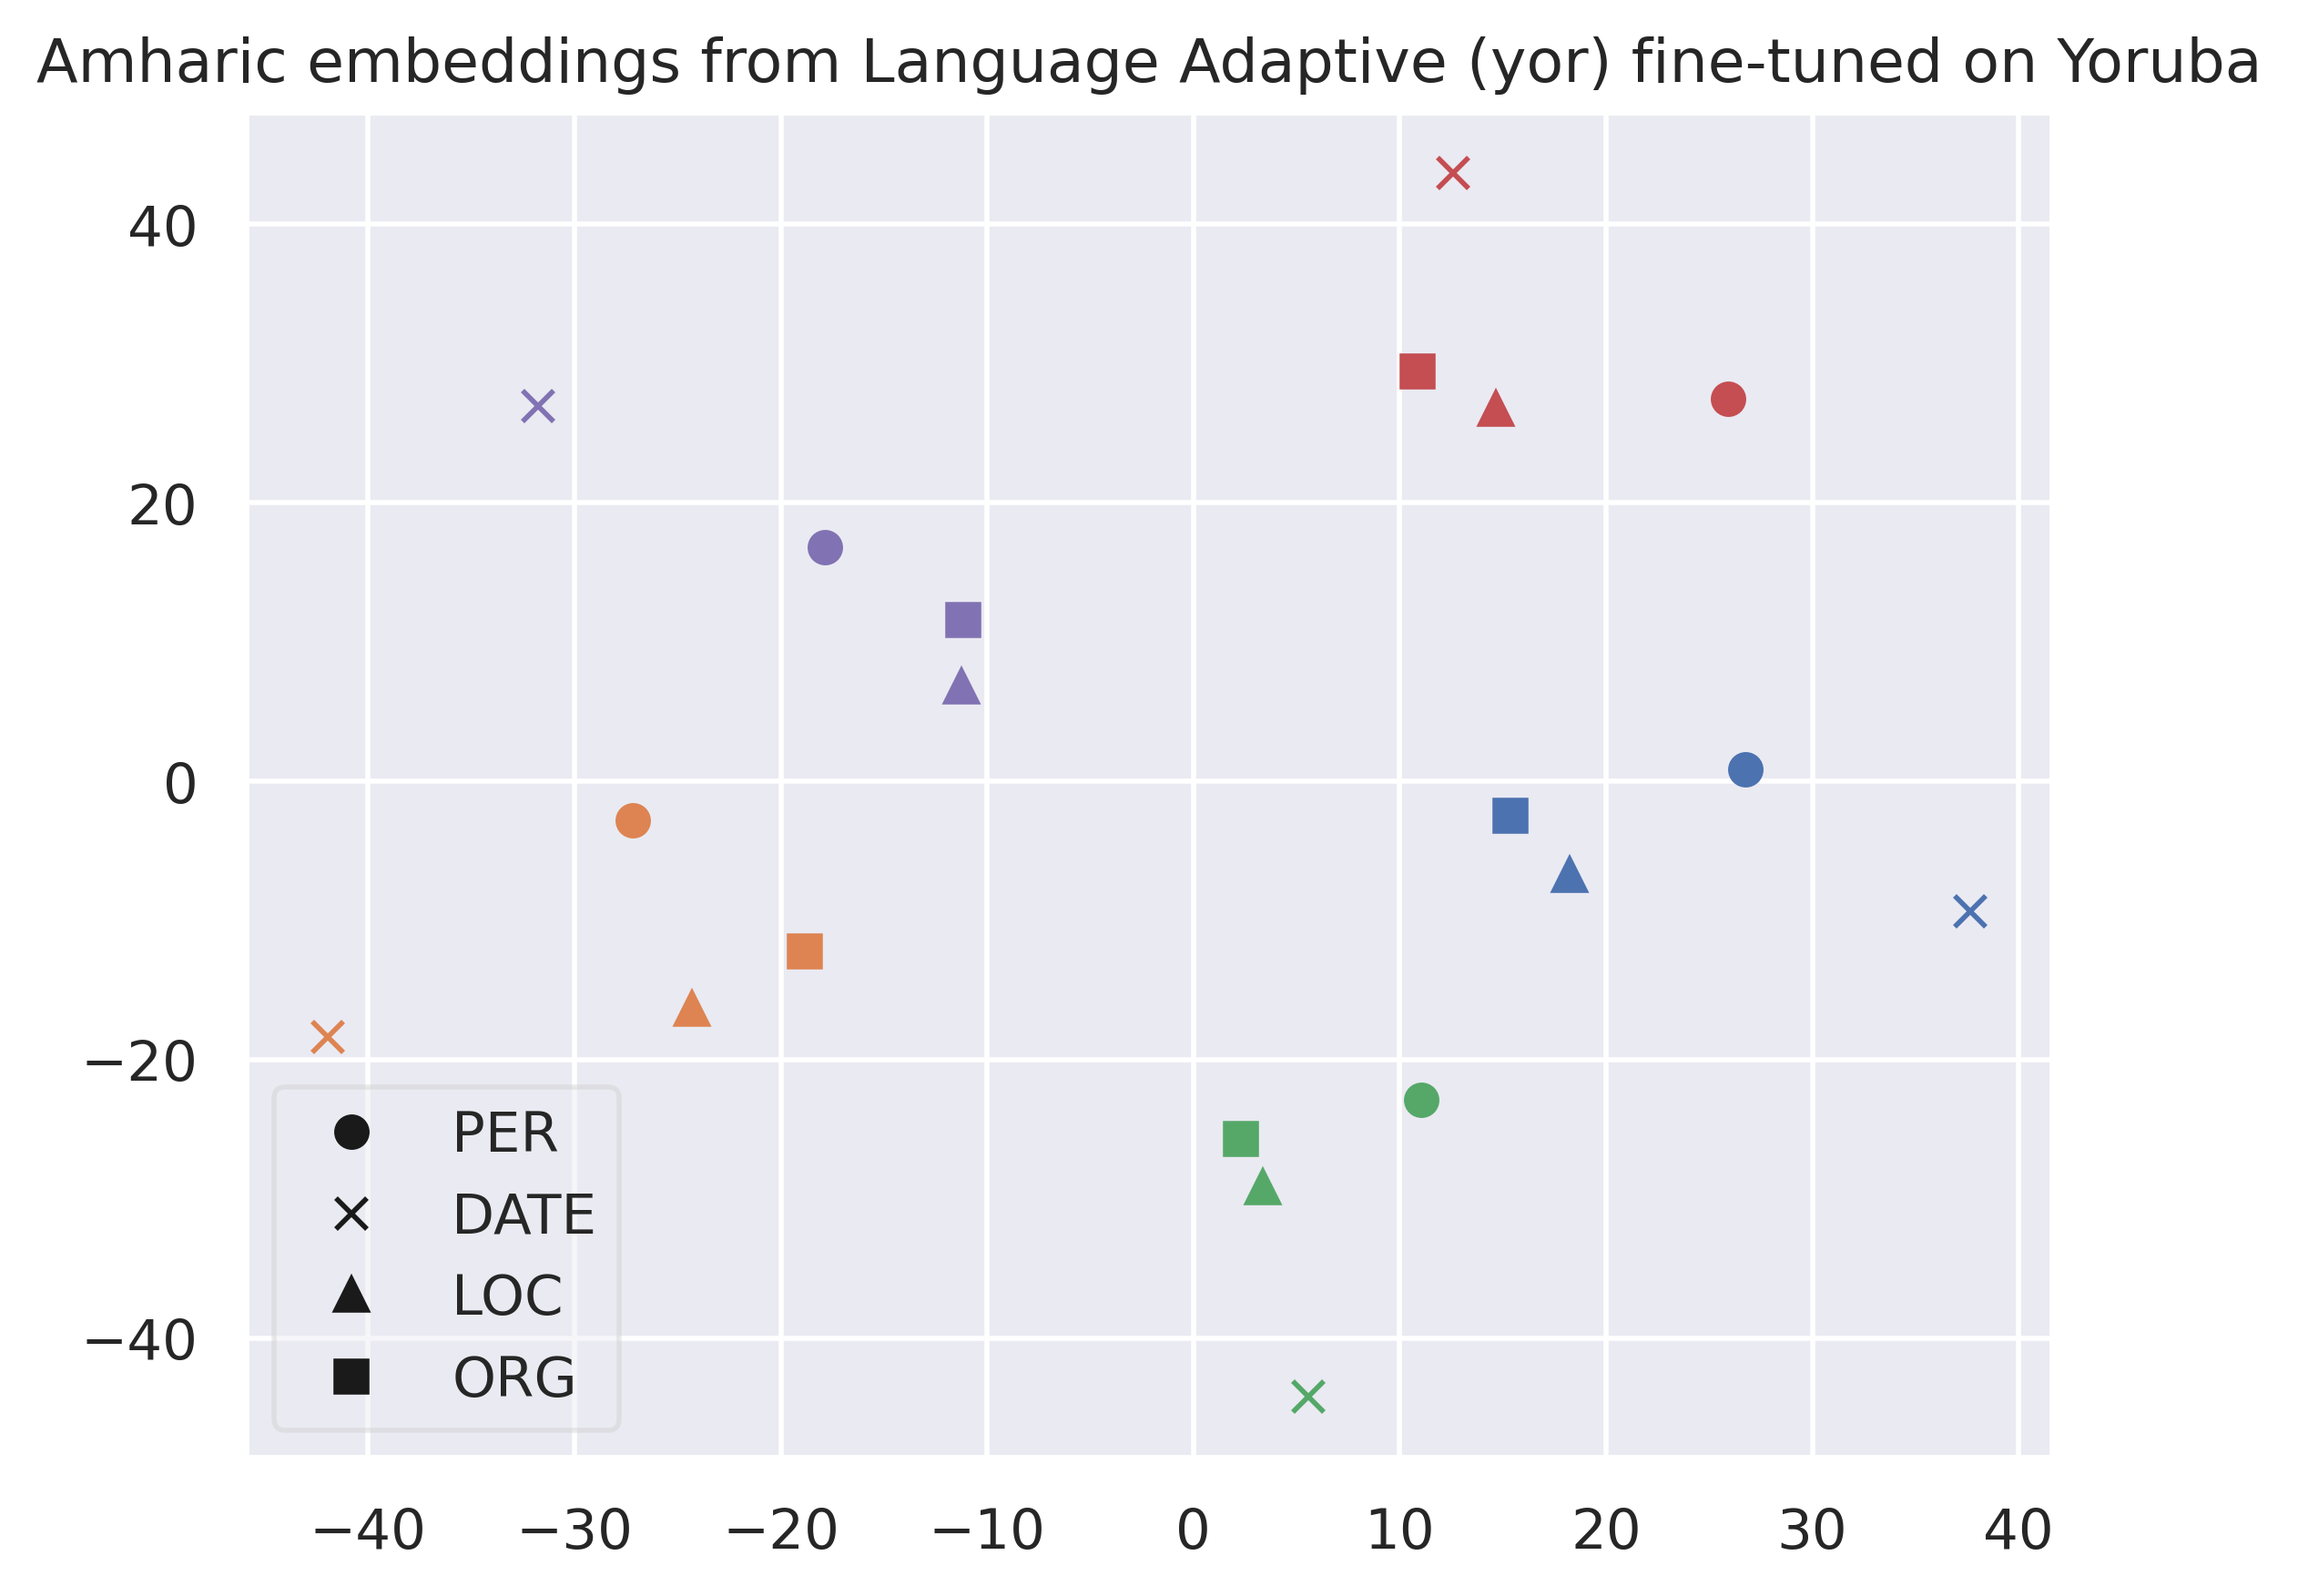 Amharic embeddings from Language Adaptive (yor) fine-tuned on Yoruba
40
20
0
−20
−40
PER
DATE
LOC
ORG
−40 −30 −20 −10 0 10 20 30 40